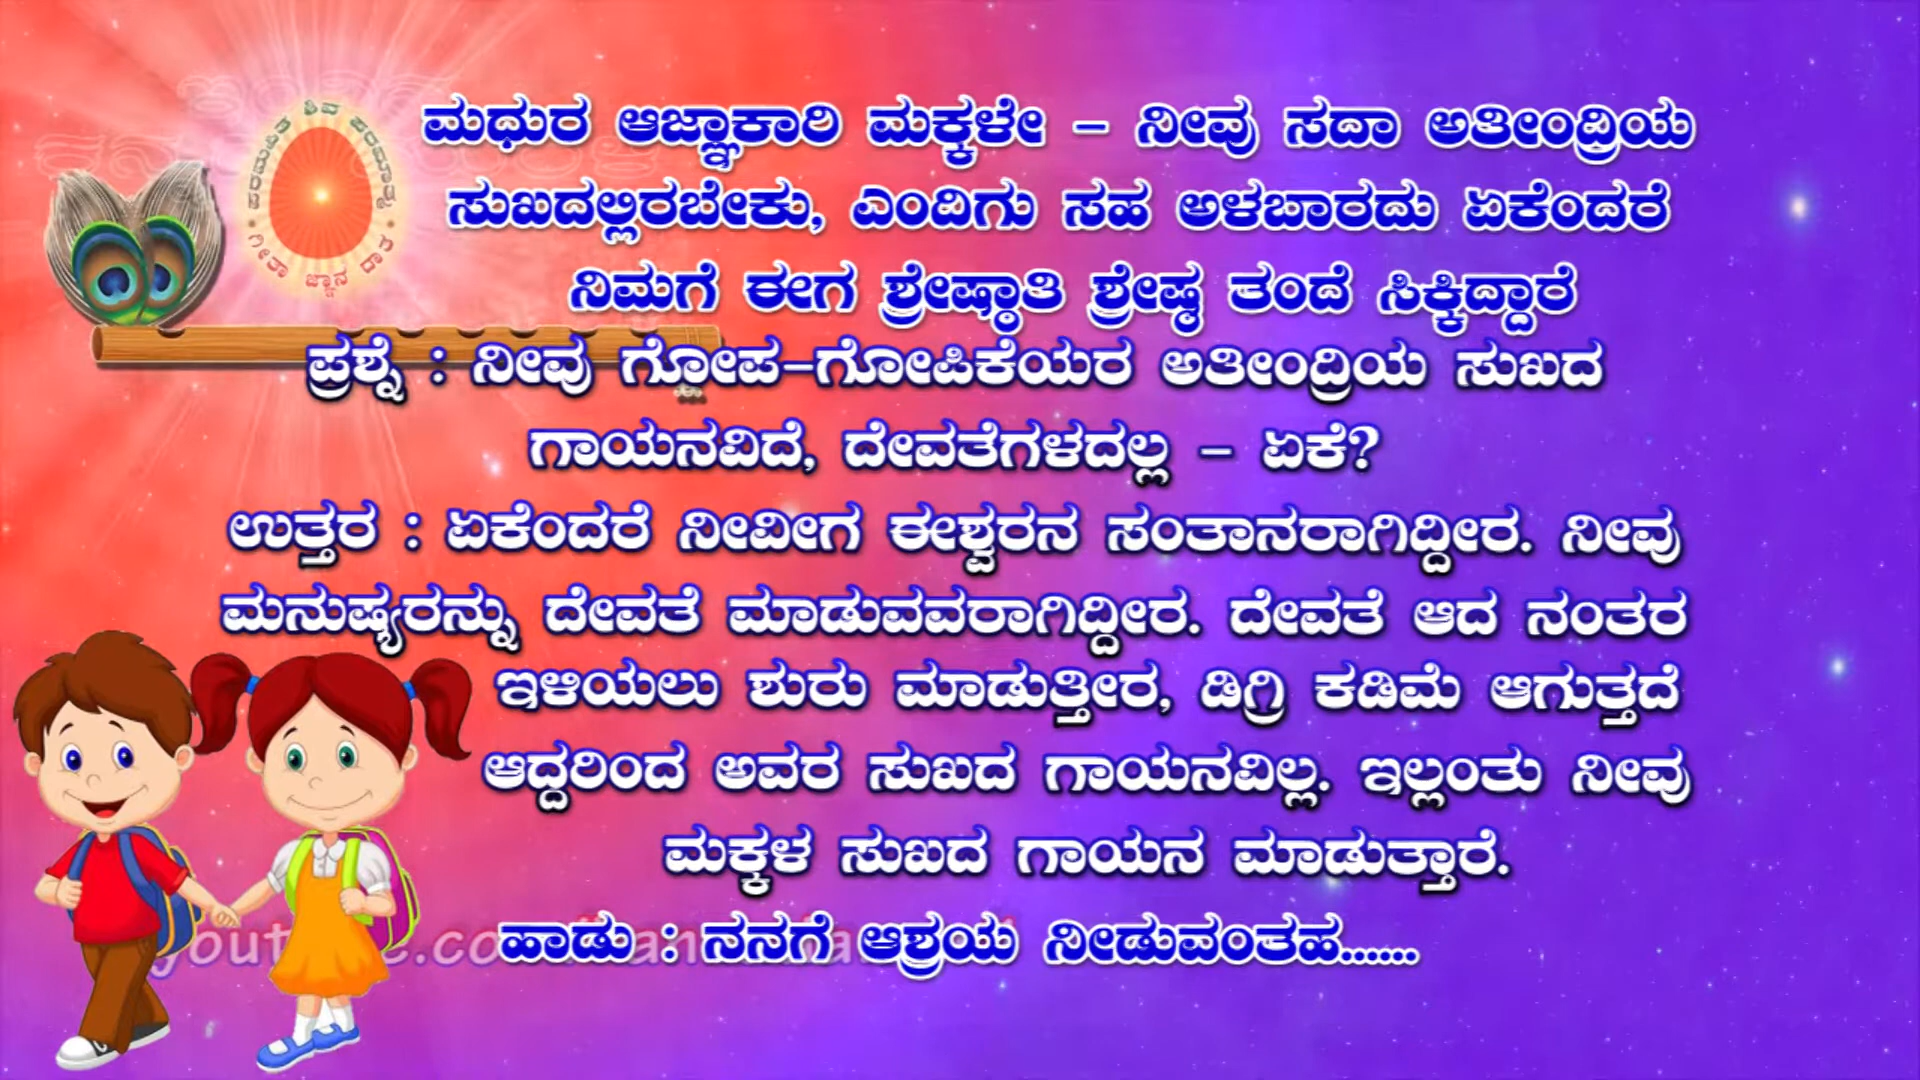 ಮಧುರ ಆಜ್ಞಾಕಾರಿ ಮಕ್ಕಳೇ – ನೀವು ಸದಾ ಅತೀಂದ್ರಿಯ
ಸುಖದಲ್ಲಿರಬೇಕು, ಎಂದಿಗು ಸಹ ಅಳಬಾರದು ಏಕೆಂದರೆ
ನಿಮಗೆ ಈಗ ಶ್ರೇಷ್ಠಾತಿ ಶ್ರೇಷ್ಠ ತಂದೆ ಸಿಕ್ಕಿದ್ದಾರೆ
ಪ್ರಶ್ನೆ : ನೀವು ಗೋಪ-ಗೋಪಿಕೆಯರ ಅತೀಂದ್ರಿಯ ಸುಖದ
ಗಾಯನವಿದೆ, ದೇವತೆಗಳದಲ್ಲ – ಏಕೆ?
ಉತ್ತರ : ಏಕೆಂದರೆ ನೀವೀಗ ಈಶ್ವರನ ಸಂತಾನರಾಗಿದ್ದೀರ. ನೀವು
ಮನುಷ್ಯರನ್ನು ದೇವತೆ ಮಾಡುವವರಾಗಿದ್ದೀರ. ದೇವತೆ ಆದ ನಂತರ
ಇಳಿಯಲು ಶುರು ಮಾಡುತ್ತೀರ, ಡಿಗ್ರಿ ಕಡಿಮೆ ಆಗುತ್ತದೆ
ಆದ್ದರಿಂದ ಅವರ ಸುಖದ ಗಾಯನವಿಲ್ಲ. ಇಲ್ಲಂತು ನೀವು
ಮಕ್ಕಳ ಸುಖದ ಗಾಯನ ಮಾಡುತ್ತಾರೆ.
ಹಾಡು : ನನಗೆ ಆಶ್ರಯ ನೀಡುವಂತಹ......
ಪರಮಪಿತ ಶಿವ ಪರಮಾತ್ಮ
ಗೀತಾ ಜ್ಞಾನ ದಾತ